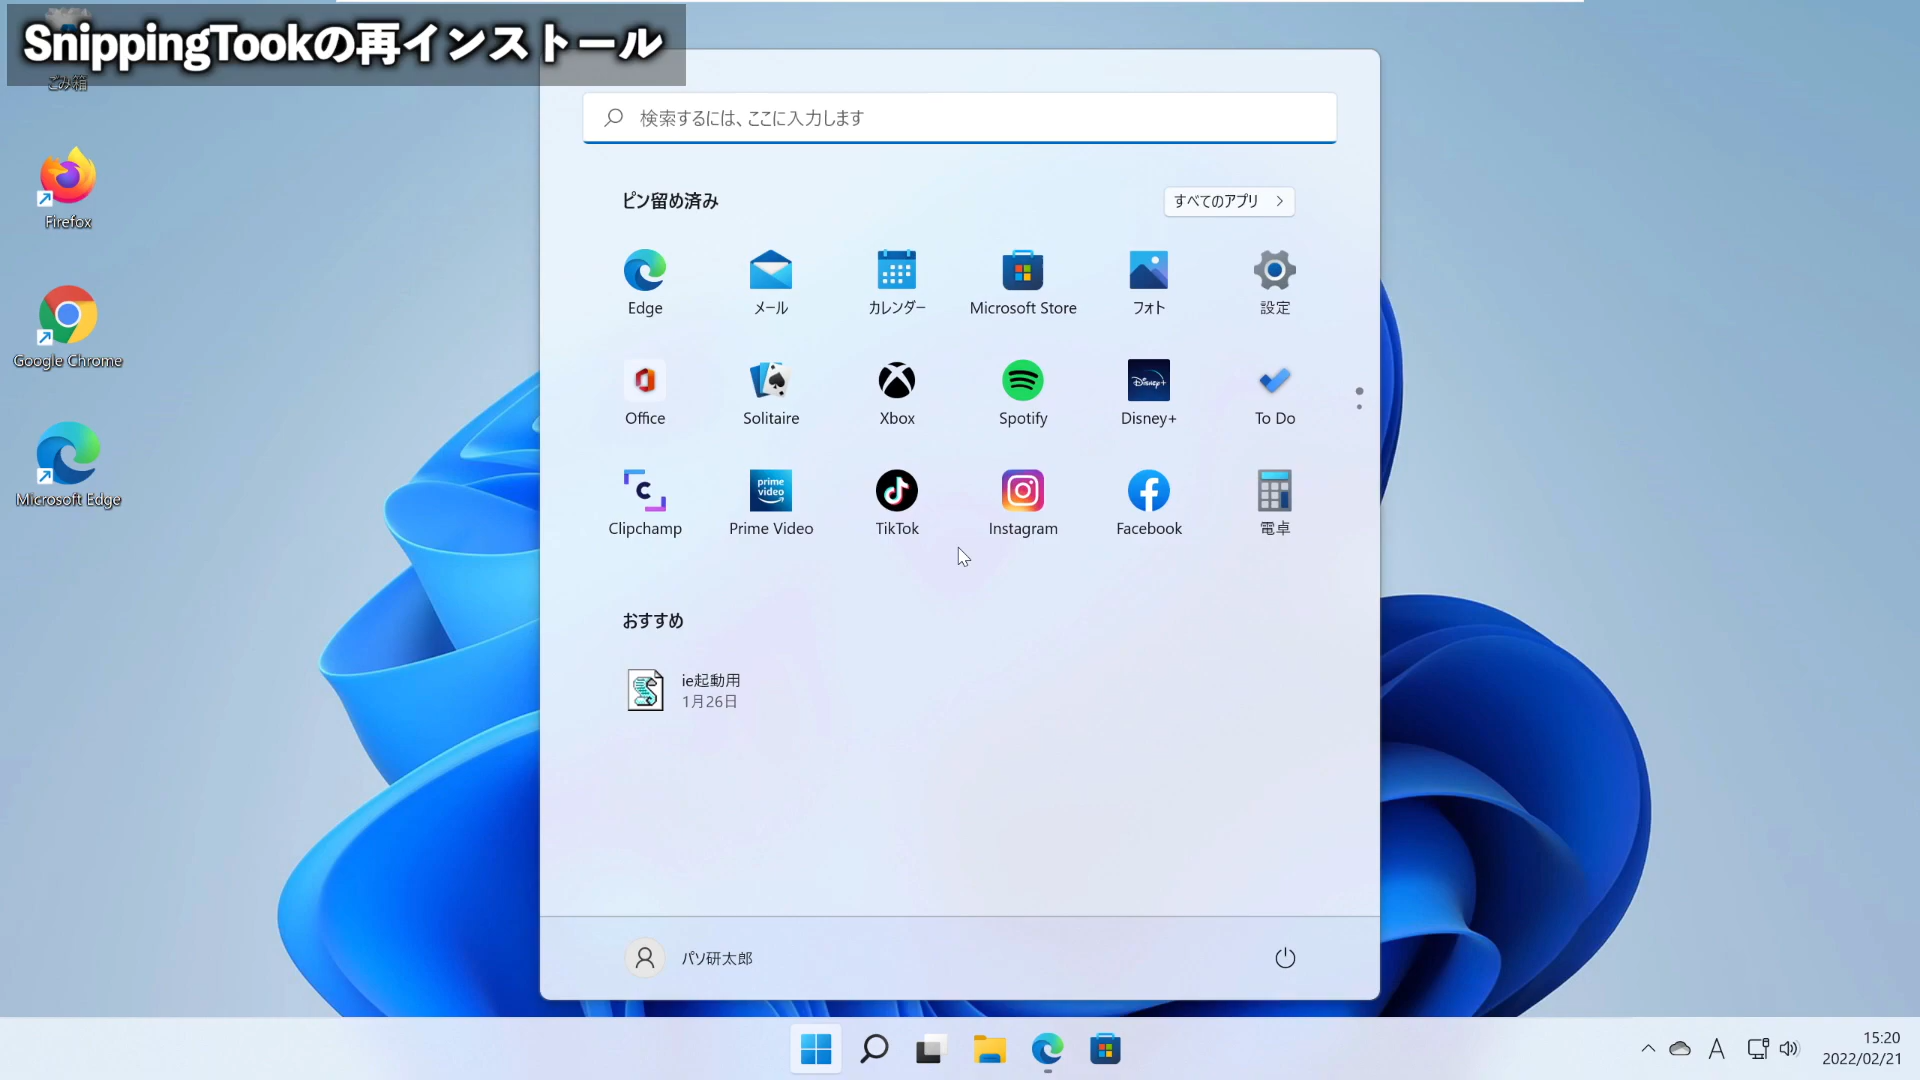 SnippingTookの再インストール
ごみ箱
Firefox
Google Chrome
Microsoft Edge
検索するには、ここに入力します
ピン留め済み
すべてのアプリ
Edge
メール
カレンダー
Microsoft Store
フォト
設定
Office
Solitaire
Xbox
Spotify
Disney+
Disney+
To Do
prime video
Clipchamp
Prime Video
TikTok
Instagram
Facebook
電卓
おすすめ
ie起動用
1月26日
パソ研太郎
A
15:20
2022/02/21